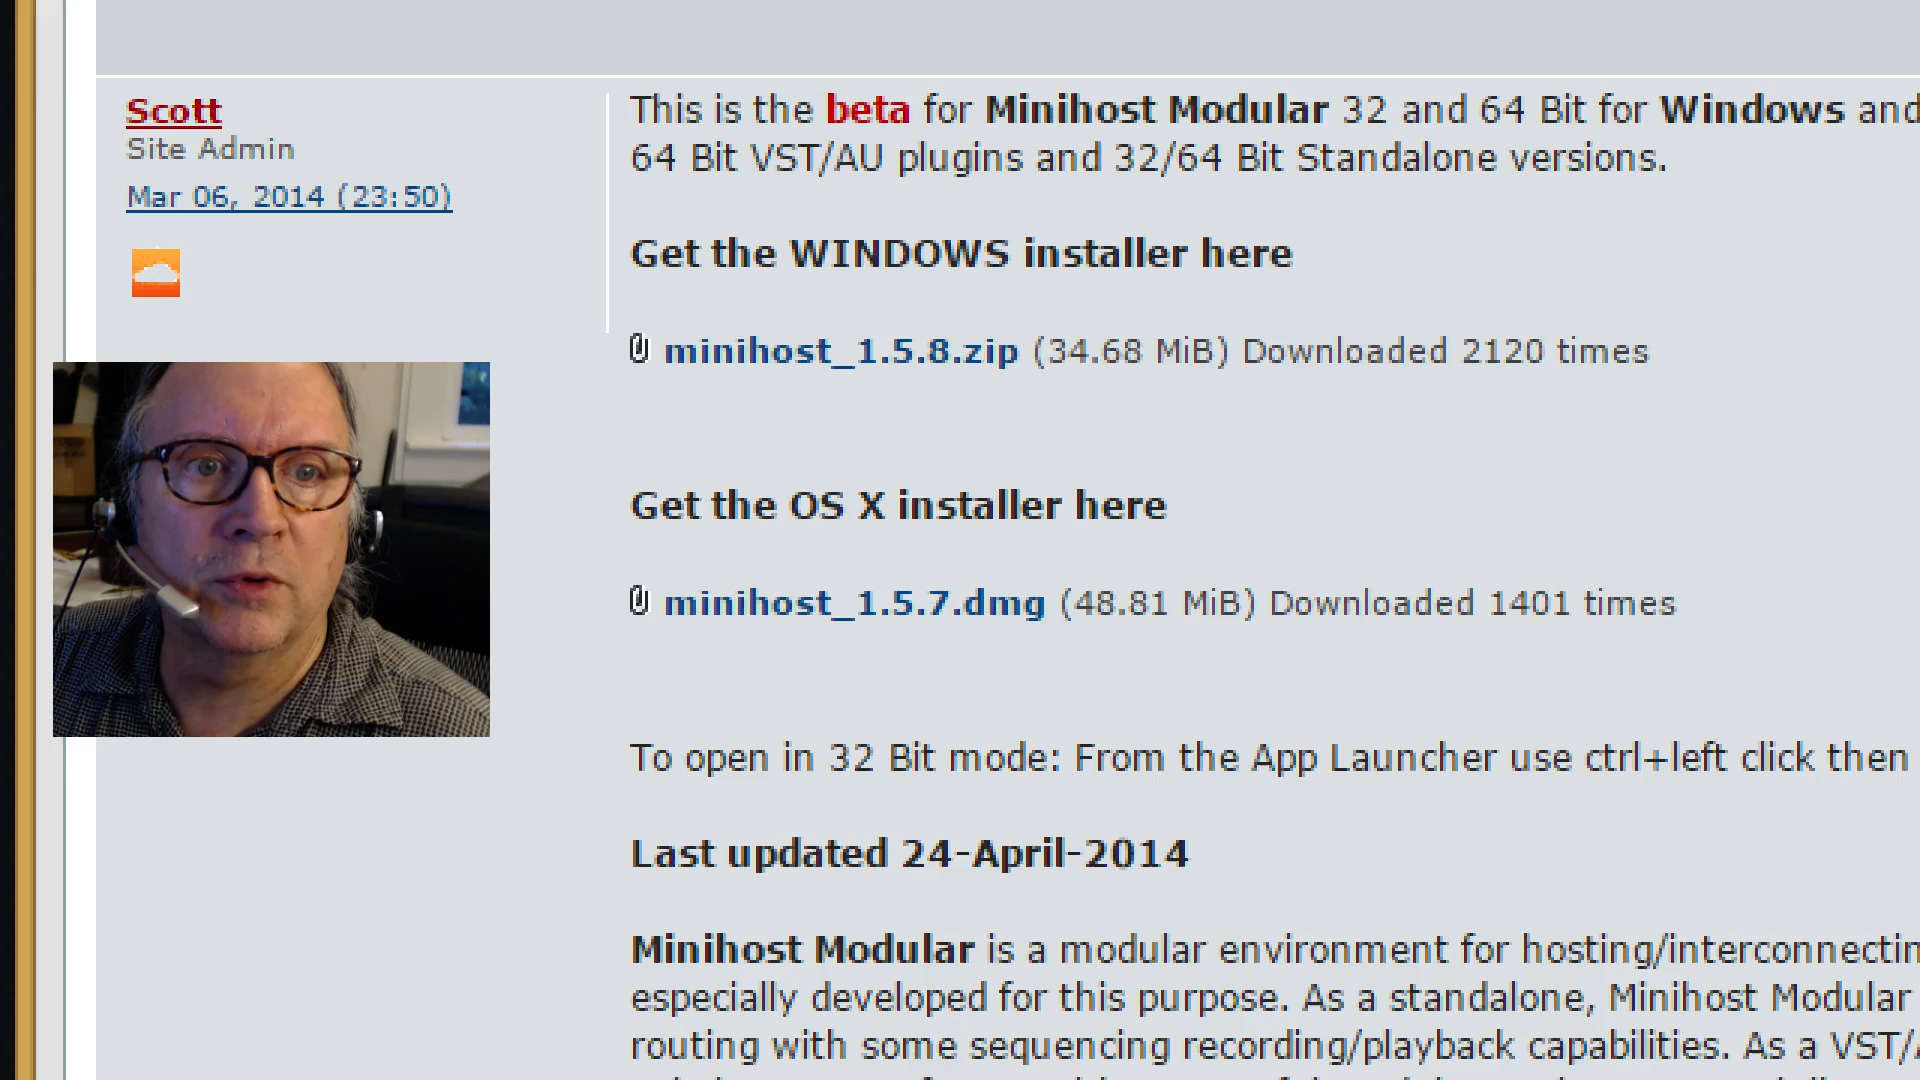 Scott
Site Admin
Mar 06, 2014 (23:50)
This is the beta for Minihost Modular 32 and 64 Bit for Windows and
64 Bit VST/AU plugins and 32/64 Bit Standalone versions.
Get the WINDOWS installer here
minihost_1.5.8.zip (34.68 MiB) Downloaded 2120 times
Get the OS X installer here
minihost_1.5.7.dmg (48.81 MiB) Downloaded 1401 times
To open in 32 Bit mode: From the App Launcher use ctrl+left click then
Last updated 24-April-2014
Minihost Modular is a modular environment for hosting/interconnectin
especially developed for this purpose. As a standalone, Minihost Modular
routing with some sequencing recording/playback capabilities. As a VST/